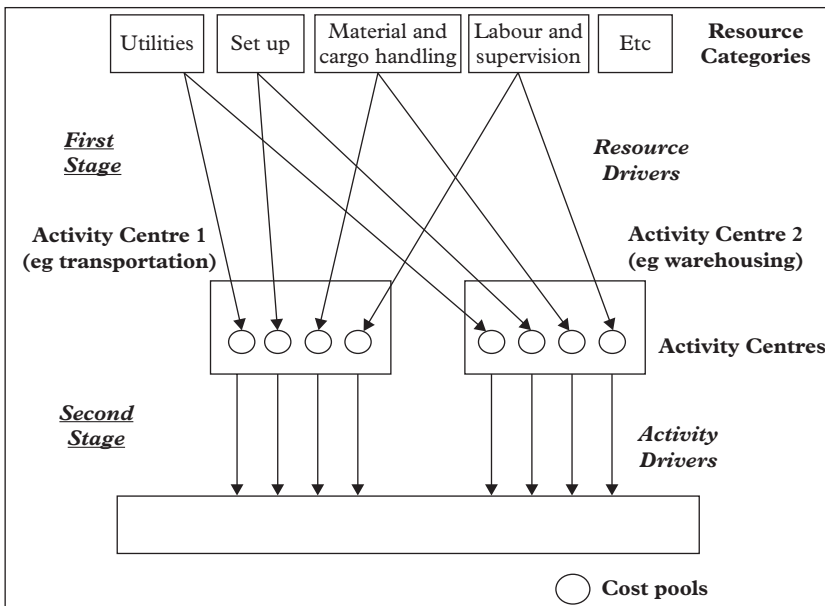 Utilities
Set up
Material and
cargo handling
Labour and
supervision
Etc
Resource
Categories
First
Stage
Resource
Drivers
Activity Centre 1
(eg transportation)
Activity Centre 2
(eg warehousing)
Activity Centres
Second
Stage
Activity
Drivers
Cost pools